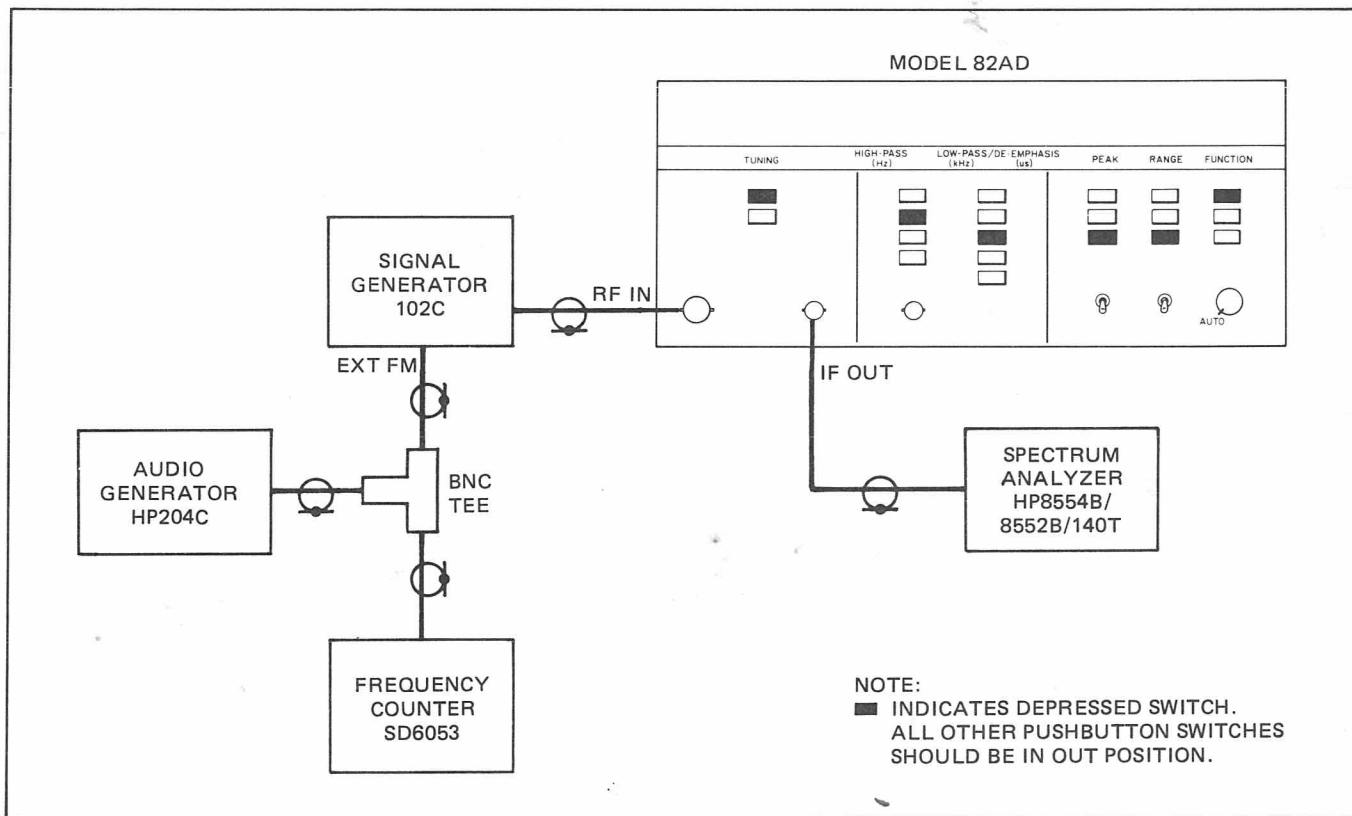 MODEL 82AD
TUNING
HIGH-PASS
(Hz)
LOW-PASS/DE-EMPHASIS
(kHz) (us)
PEAK
RANGE
FUNCTION
AUTO
SIGNAL
GENERATOR
102C
RF IN
EXT FM
IF OUT
AUDIO
GENERATOR
HP204C
BNC
TEE
SPECTRUM
ANALYZER
HP8554B/
8552B/140T
FREQUENCY
COUNTER
SD6053
NOTE:
INDICATES DEPRESSED SWITCH.
ALL OTHER PUSHBUTTON SWITCHES
SHOULD BE IN OUT POSITION.